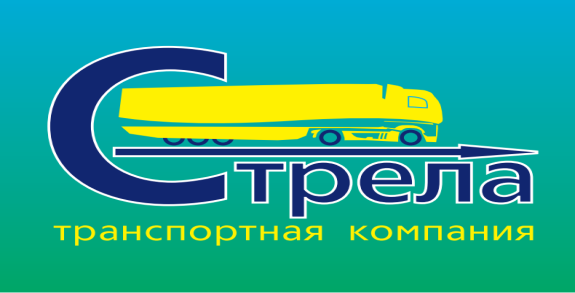 Стрела
транспортная компания